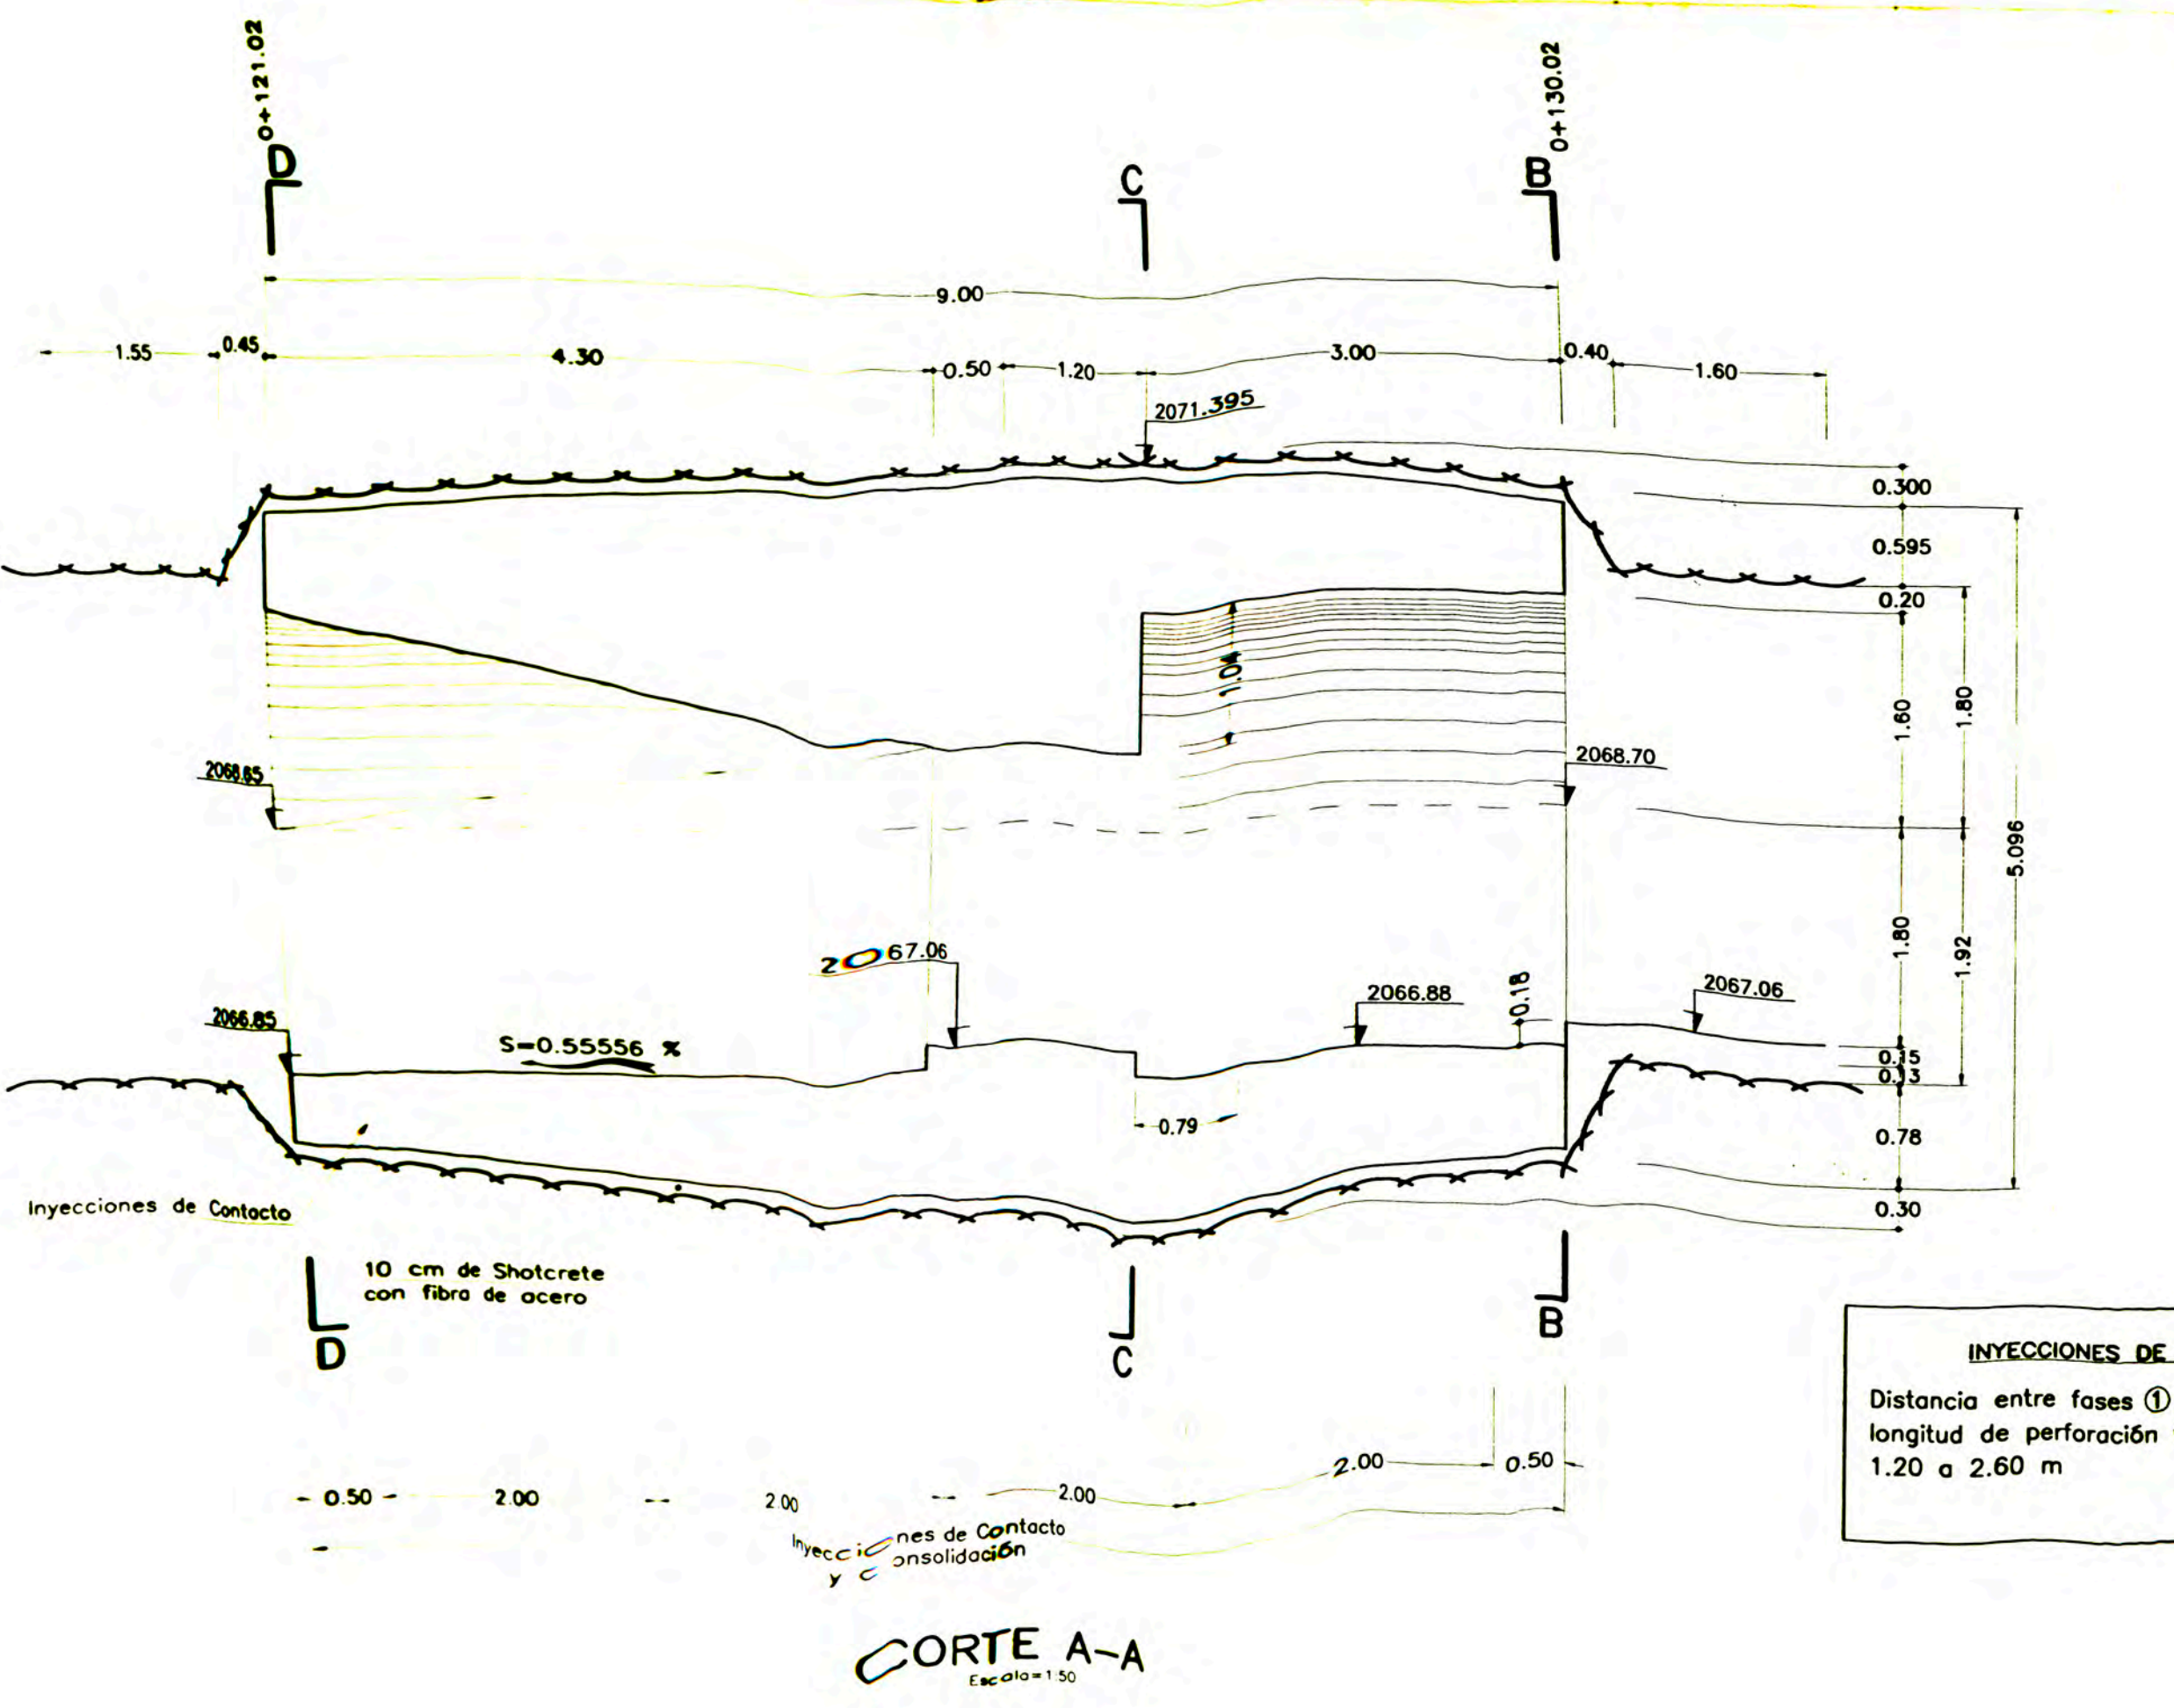 0+121.02
D
C
B
0+130.02
9.00
1.55
0.45
4.30
0.50
1.20
3.00
0.40
1.60
2071.395
0.300
0.595
0.20
1.04
1.60
1.80
2068.65
2068.70
5.096
1.80
1.92
2067.06
2066.88
0.18
2067.06
2066.85
S=0.55556 %
0.15
0.13
0.79
0.78
0.30
Inyecciones de Contacto
10 cm de Shotcrete
con fibra de acero
D
C
B
INYECCIONES DE
Distancia entre fases ①
longitud de perforación
1.20 a 2.60 m
0.50
2.00
2.00
2.00
2.00
0.50
Inyecciones de Contacto
y Consolidación
CORTE A-A
Escala=1:50